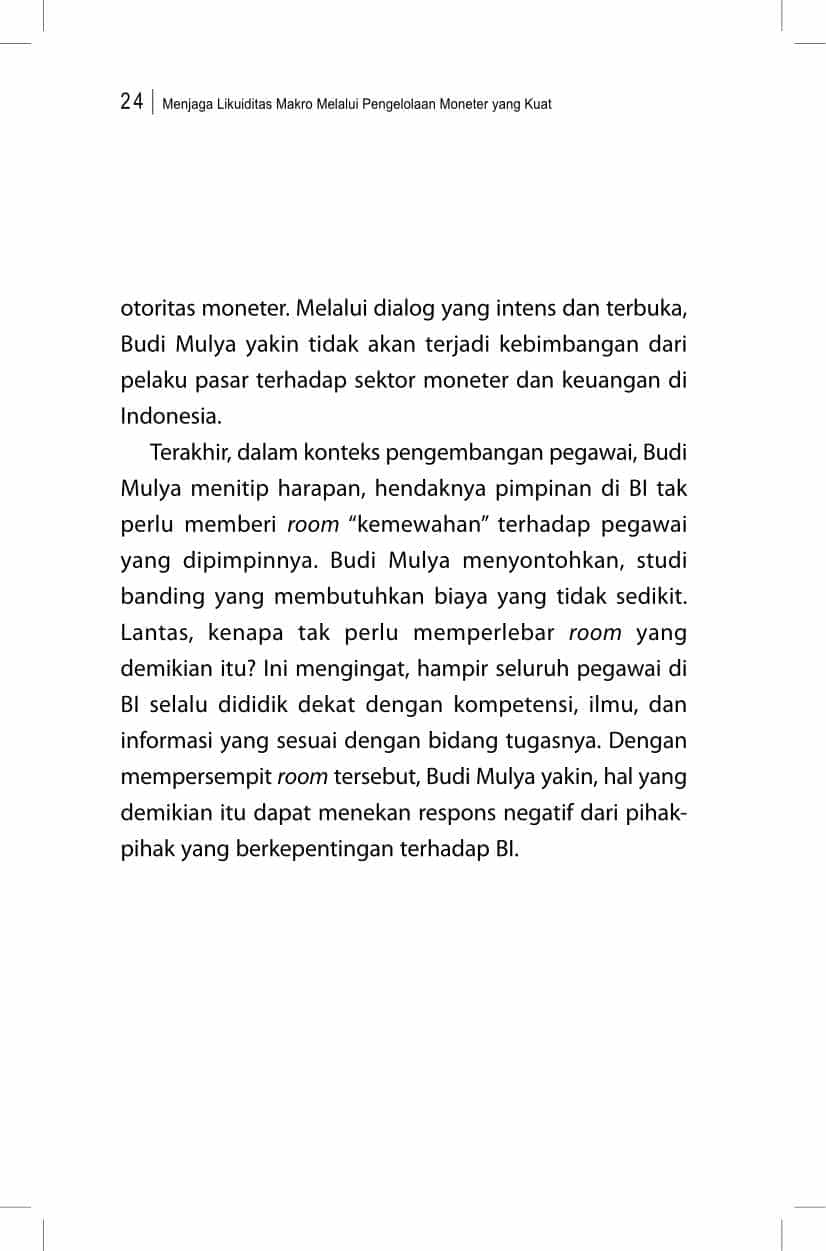 24 | Menjaga Likuiditas Makro Melalui Pengelolaan Moneter yang Kuat
otoritas moneter. Melalui dialog yang intens dan terbuka,
Budi Mulya yakin tidak akan terjadi kebimbangan dari
pelaku pasar terhadap sektor moneter dan keuangan di
Indonesia.
Terakhir, dalam konteks pengembangan pegawai, Budi
Mulya menitip harapan, hendaknya pimpinan di BI tak
perlu memberi room “kemewahan” terhadap pegawai
yang dipimpinnya. Budi Mulya menyontohkan, studi
banding yang membutuhkan biaya yang tidak sedikit.
Lantas, kenapa tak perlu memperlebar room yang
demikian itu? Ini mengingat, hampir seluruh pegawai di
BI selalu dididik dekat dengan kompetensi, ilmu, dan
informasi yang sesuai dengan bidang tugasnya. Dengan
mempersempit room tersebut, Budi Mulya yakin, hal yang
demikian itu dapat menekan respons negatif dari pihak-
pihak yang berkepentingan terhadap BI.